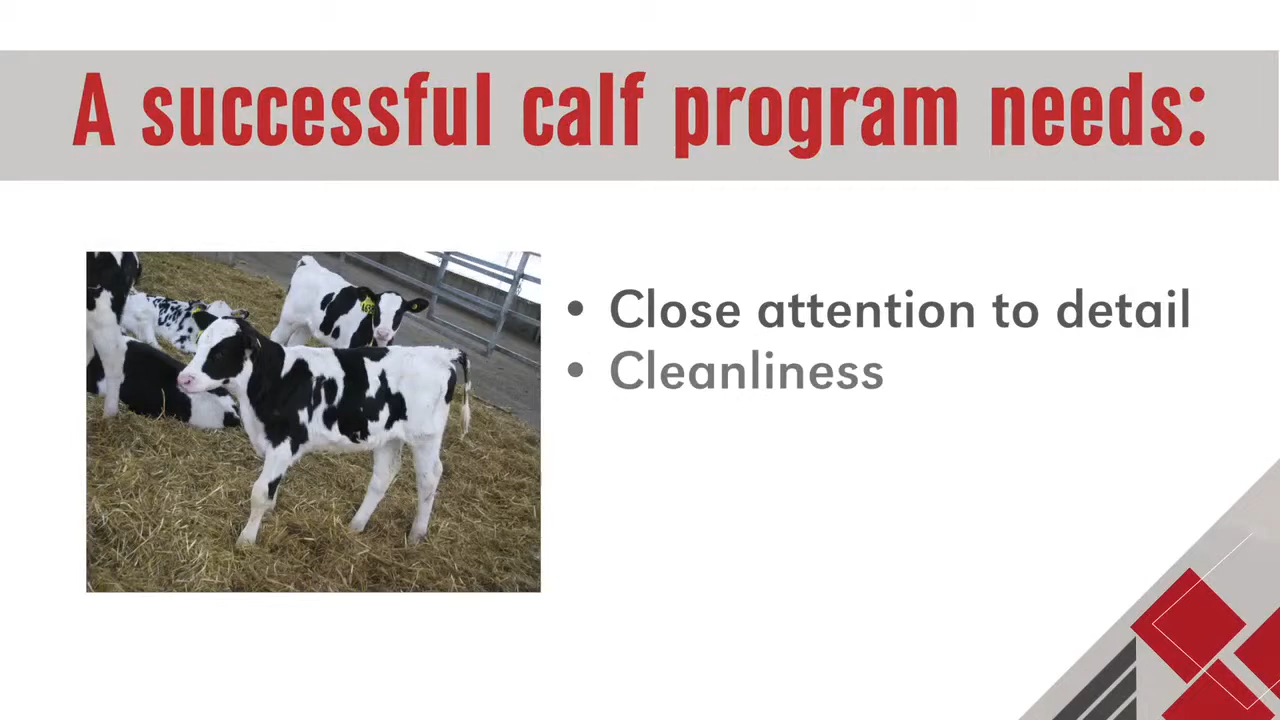 A successful calf program needs:
• Close attention to detail
• Cleanliness